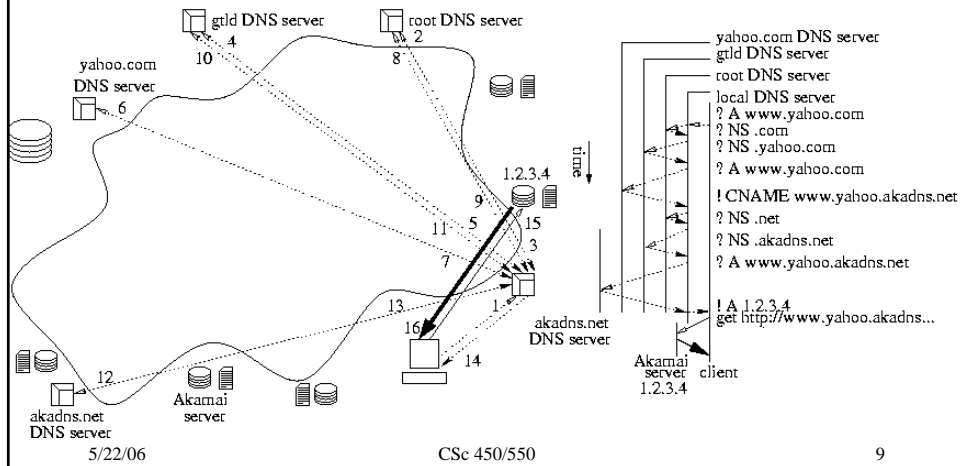 gtld DNS server
root DNS server
4
10
2
8
yahoo.com
DNS server
6
1.2.3.4
9
15
5
11
3
7
13
1
16
14
12
akadns.net
DNS server
Akamai
server
time
yahoo.com DNS server
gtld DNS server
root DNS server
local DNS server
? A www.yahoo.com
? NS .com
? NS .yahoo.com
? A www.yahoo.com
! CNAME www.yahoo.akadns.net
? NS .net
? NS .akadns.net
? A www.yahoo.akadns.net
! A 1.2.3.4
get http://www.yahoo.akadns...
akadns.net
DNS server
Akamai
server
1.2.3.4
client
5/22/06
CSc 450/550
9